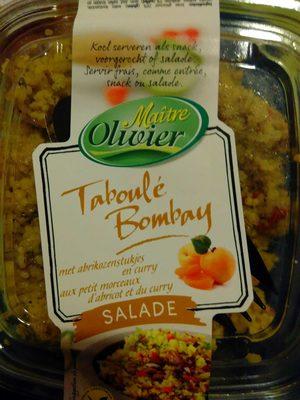 Koel serveren als snack,
voorgerecht of salade.
Servir frais, comme entrée,
snack ou salade.
Maître
Olivier
Taboulé
Bombay
met abrikozenstukjes
en curry
aux petit morceaux
d'abricot et du curry
SALADE